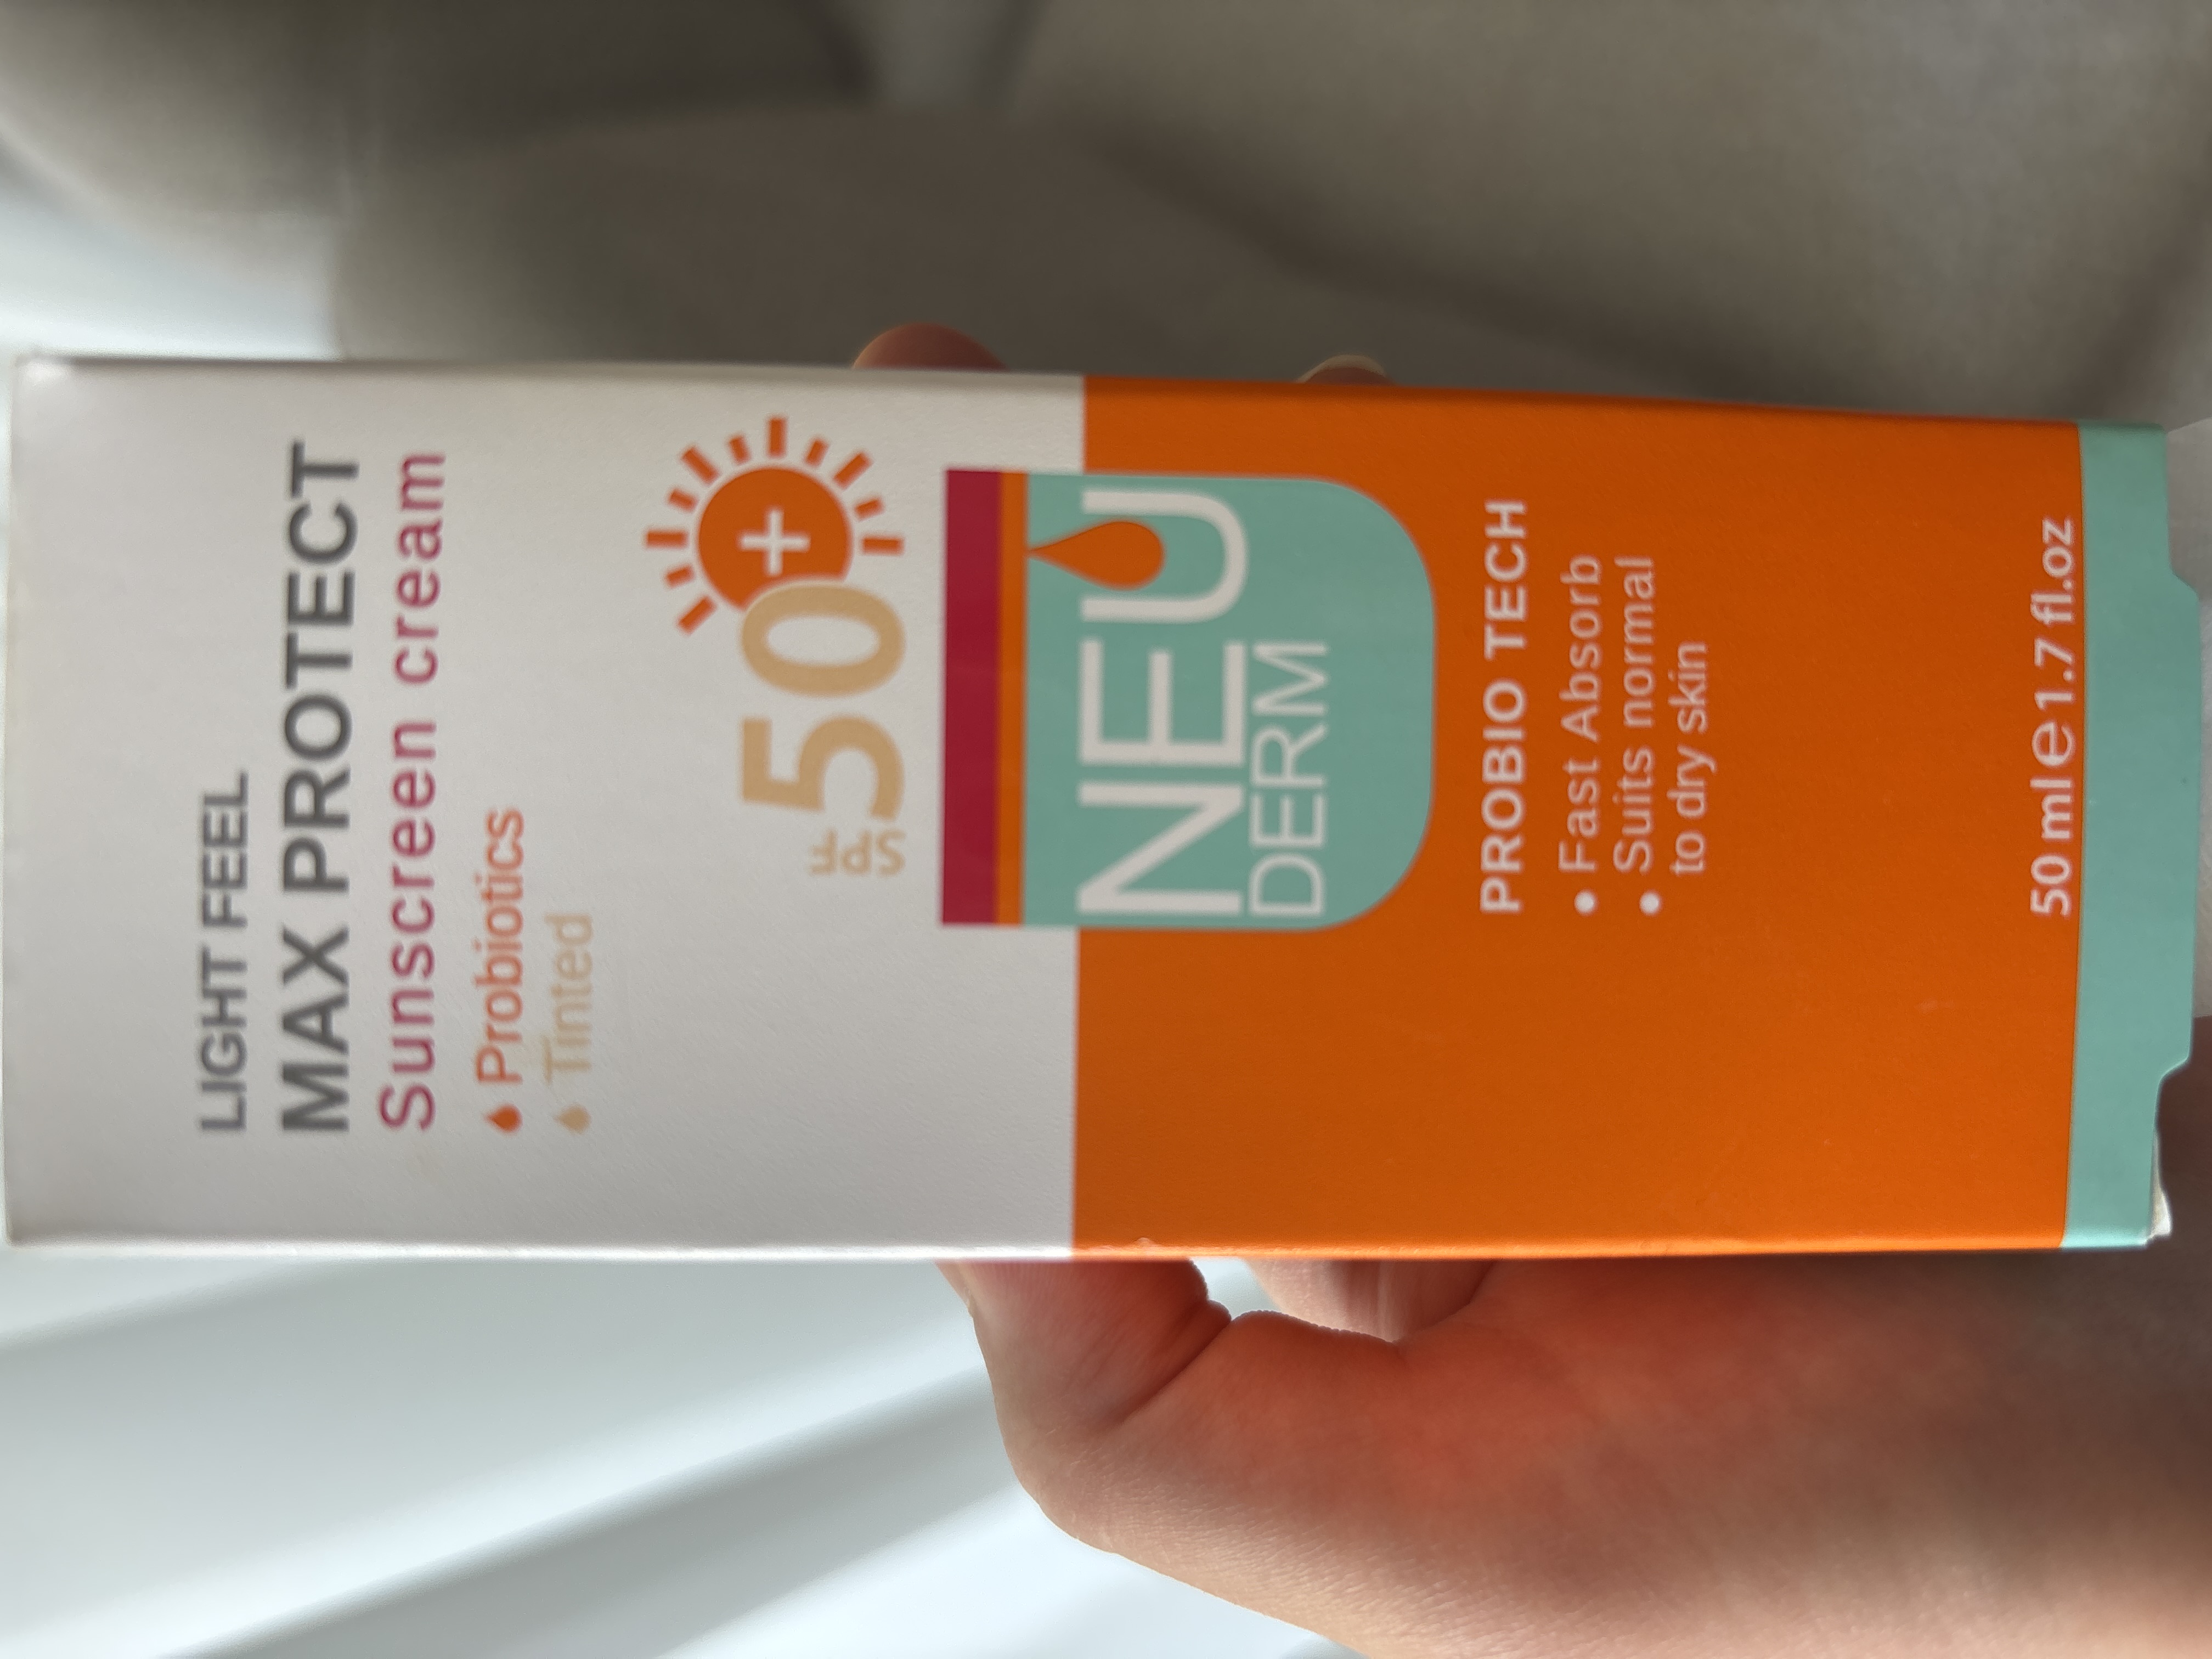 LIGHT FEEL
MAX PROTECT
Sunscreen cream
Probiotics
Tinted
SPF 50+
NEU
DERM
PROBIO TECH
• Fast Absorb
• Suits normal
to dry skin
50 ml ℮ 1.7 fl.oz